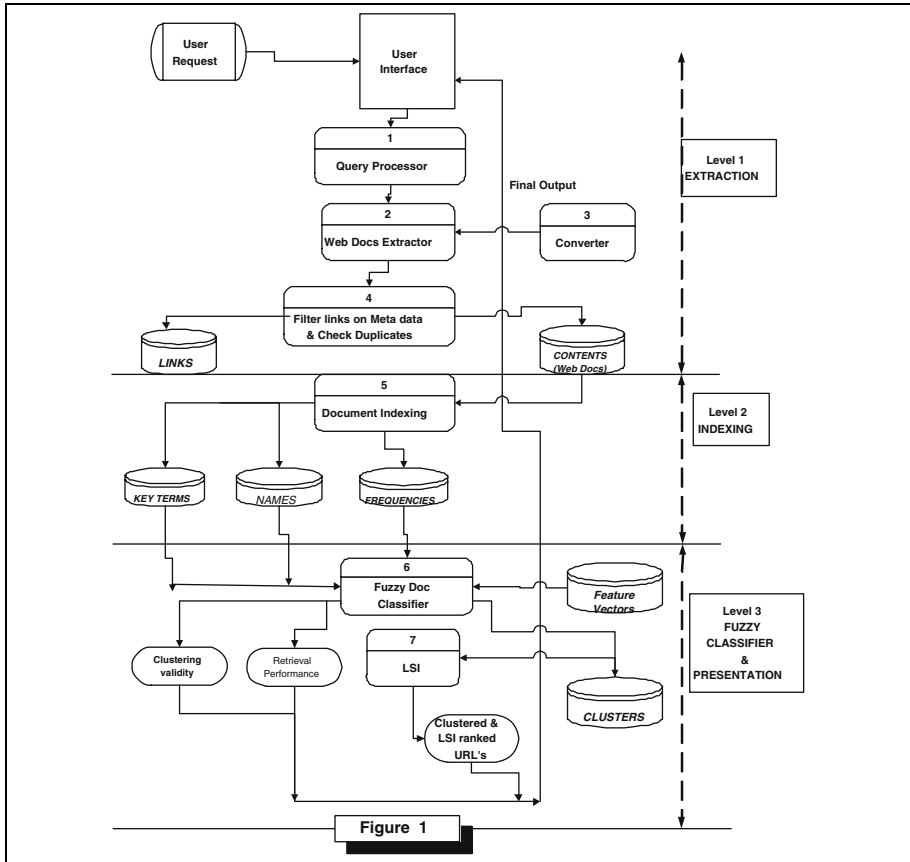 User
Request
User
Interface
1
Query Processor
Level 1
EXTRACTION
Final Output
2
Web Docs Extractor
3
Converter
4
Filter links on Meta data
& Check Duplicates
LINKS
CONTENTS
(Web Docs)
5
Document Indexing
Level 2
INDEXING
KEY TERMS
NAMES
FREQUENCIES
6
Fuzzy Doc
Classifier
Feature
Vectors
Level 3
FUZZY
CLASSIFIER
&
PRESENTATION
Clustering
validity
Retrieval
Performance
7
LSI
CLUSTERS
Clustered &
LSI ranked
URL's
Figure 1